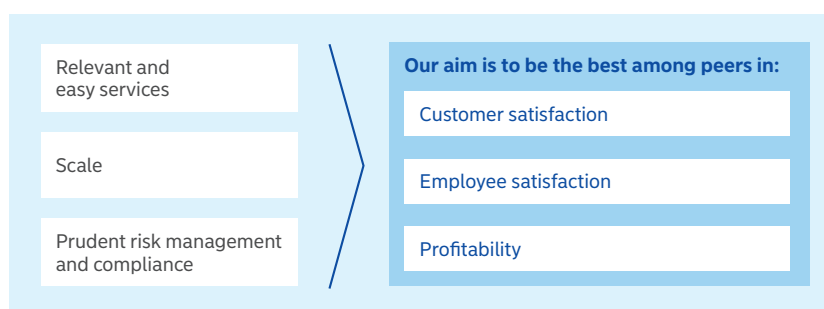 Relevant and
easy services
Scale
Prudent risk management
and compliance
Our aim is to be the best among peers in:
Customer satisfaction
Employee satisfaction
Profitability